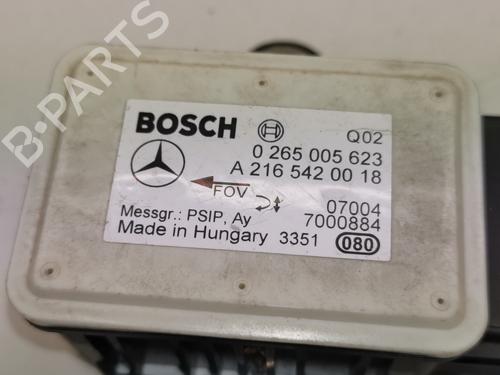 B-PARTS
BOSCH Q02
0 265 005 623
A 216 542 00 18
FOV
07004
Messgr.: PSIP, Ay 7000884
Made in Hungary 3351 080